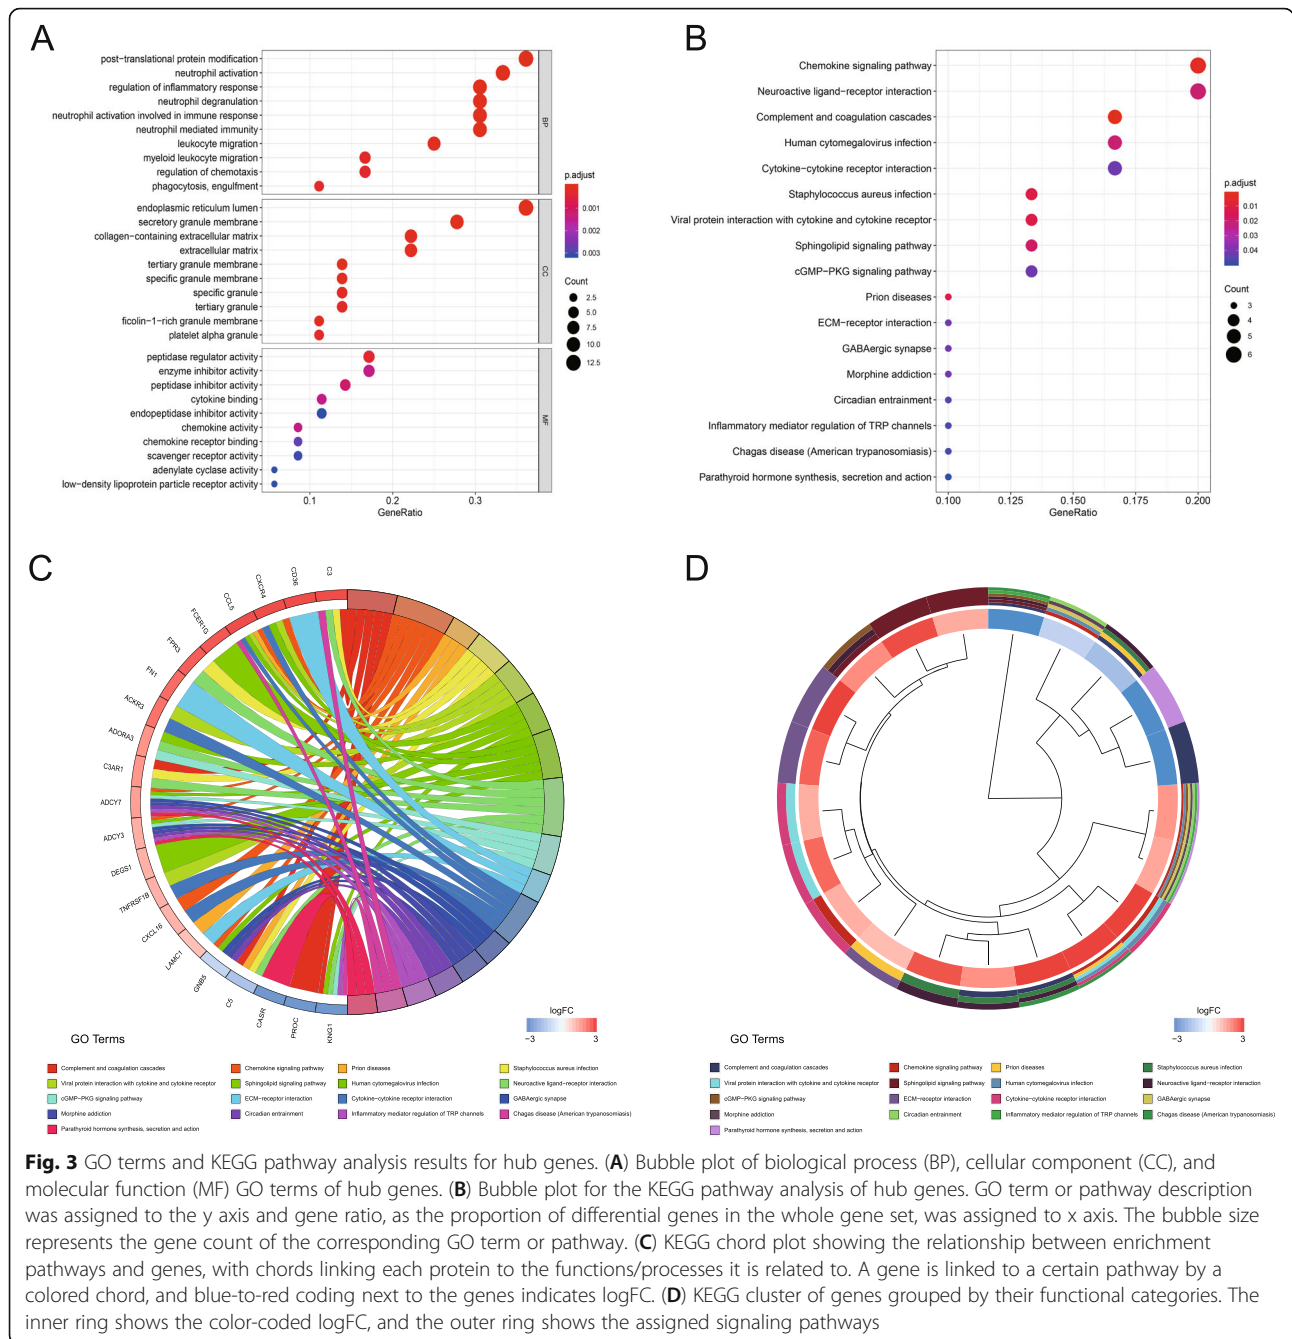 A
post-translational protein modification
neutrophil activation
regulation of inflammatory response
neutrophil degranulation
neutrophil activation involved in immune response
neutrophil mediated immunity
leukocyte migration
myeloid leukocyte migration
regulation of chemotaxis
phagocytosis, engulfment
BP
endoplasmic reticulum lumen
secretory granule membrane
collagen-containing extracellular matrix
extracellular matrix
tertiary granule membrane
specific granule membrane
specific granule
tertiary granule
ficolin-1-rich granule membrane
platelet alpha granule
CC
peptidase regulator activity
enzyme inhibitor activity
peptidase inhibitor activity
cytokine binding
endopeptidase inhibitor activity
chemokine activity
chemokine receptor binding
scavenger receptor activity
adenylate cyclase activity
low-density lipoprotein particle receptor activity
MF
0.1 0.2 0.3
GeneRatio
p.adjust
0.001
0.002
0.003
Count
2.5
5.0
7.5
10.0
12.5
B
Chemokine signaling pathway
Neuroactive ligand-receptor interaction
Complement and coagulation cascades
Human cytomegalovirus infection
Cytokine-cytokine receptor interaction
Staphylococcus aureus infection
Viral protein interaction with cytokine and cytokine receptor
Sphingolipid signaling pathway
cGMP-PKG signaling pathway
Prion diseases
ECM-receptor interaction
GABAergic synapse
Morphine addiction
Circadian entrainment
Inflammatory mediator regulation of TRP channels
Chagas disease (American trypanosomiasis)
Parathyroid hormone synthesis, secretion and action
0.100 0.125 0.150 0.175 0.200
GeneRatio
p.adjust
0.01
0.02
0.03
0.04
Count
3
4
5
6
C
C3
CD36
CXCR4
CCL5
FCER1G
FPR3
FN1
ACKR3
ADORA3
C3AR1
ADCY7
ADCY3
DEGS1
TNFRSF1B
CXCL16
LAMC1
GNB5
C5
CASR
PROC
KNG1
logFC
-3 3
GO Terms
Complement and coagulation cascades
Chemokine signaling pathway
Prion diseases
Staphylococcus aureus infection
Viral protein interaction with cytokine and cytokine receptor
Sphingolipid signaling pathway
Human cytomegalovirus infection
Neuroactive ligand-receptor interaction
cGMP-PKG signaling pathway
ECM-receptor interaction
Cytokine-cytokine receptor interaction
GABAergic synapse
Morphine addiction
Circadian entrainment
Inflammatory mediator regulation of TRP channels
Chagas disease (American trypanosomiasis)
Parathyroid hormone synthesis, secretion and action
D
logFC
-3 3
GO Terms
Complement and coagulation cascades
Chemokine signaling pathway
Prion diseases
Staphylococcus aureus infection
Viral protein interaction with cytokine and cytokine receptor
Sphingolipid signaling pathway
Human cytomegalovirus infection
Neuroactive ligand-receptor interaction
cGMP-PKG signaling pathway
ECM-receptor interaction
Cytokine-cytokine receptor interaction
GABAergic synapse
Morphine addiction
Circadian entrainment
Inflammatory mediator regulation of TRP channels
Chagas disease (American trypanosomiasis)
Parathyroid hormone synthesis, secretion and action
Fig. 3 GO terms and KEGG pathway analysis results for hub genes. (A) Bubble plot of biological process (BP), cellular component (CC), and
molecular function (MF) GO terms of hub genes. (B) Bubble plot for the KEGG pathway analysis of hub genes. GO term or pathway description
was assigned to the y axis and gene ratio, as the proportion of differential genes in the whole gene set, was assigned to x axis. The bubble size
represents the gene count of the corresponding GO term or pathway. (C) KEGG chord plot showing the relationship between enrichment
pathways and genes, with chords linking each protein to the functions/processes it is related to. A gene is linked to a certain pathway by a
colored chord, and blue-to-red coding next to the genes indicates logFC. (D) KEGG cluster of genes grouped by their functional categories. The
inner ring shows the color-coded logFC, and the outer ring shows the assigned signaling pathways